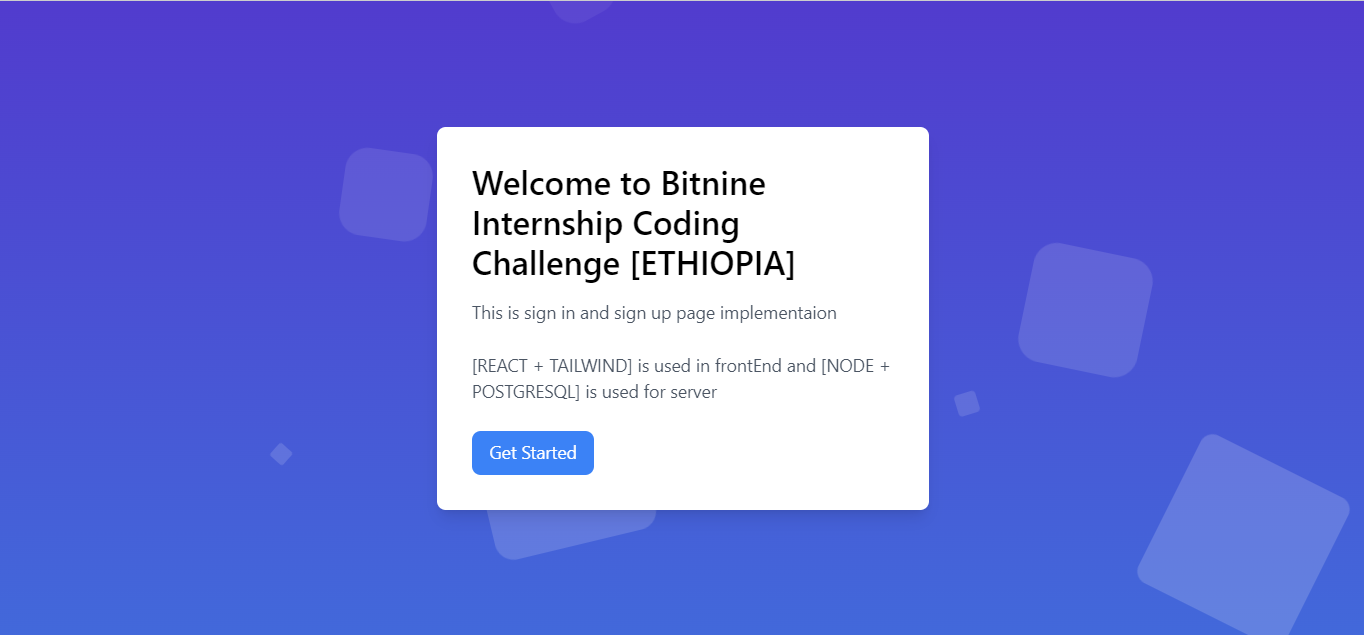 Welcome to Bitnine
Internship Coding
Challenge [ETHIOPIA]
This is sign in and sign up page implementaion
[REACT + TAILWIND] is used in frontEnd and [NODE +
POSTGRESQL] is used for server
Get Started